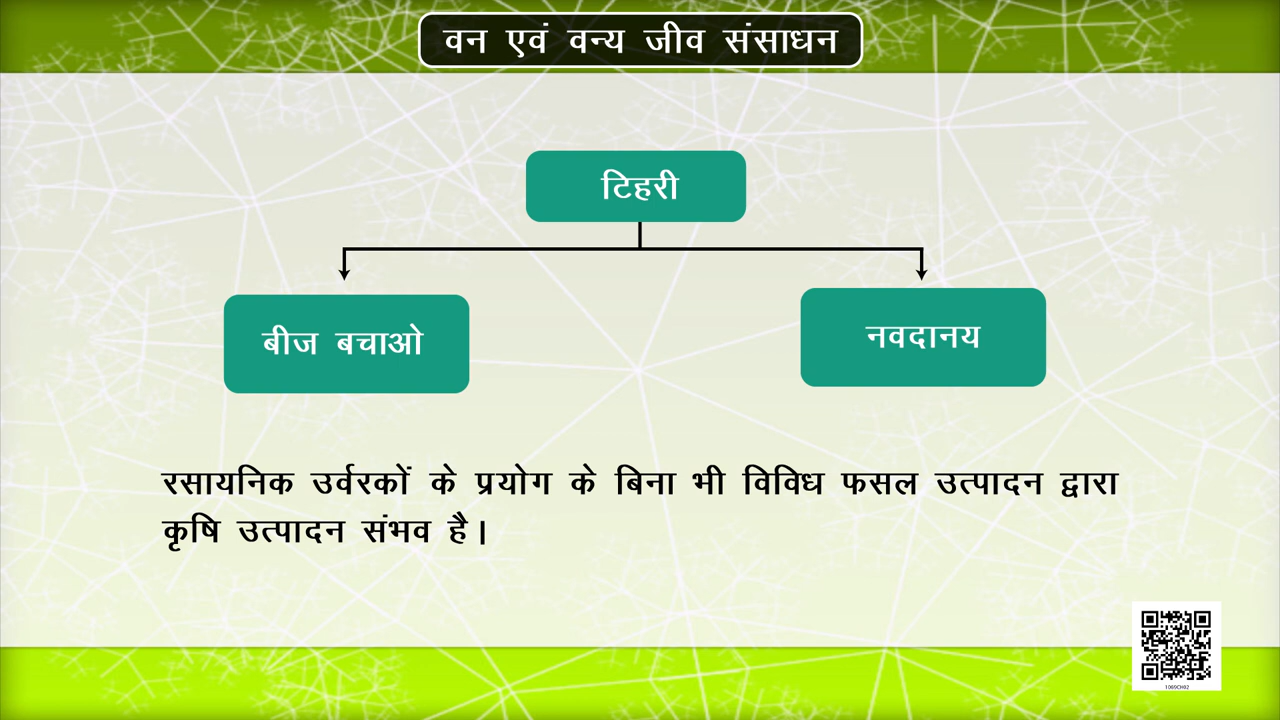 वन एवं वन्य जीव संसाधन
टिहरी
बीज बचाओ
नवदानय
रसायनिक उर्वरकों के प्रयोग के बिना भी विविध फसल उत्पादन द्वारा
कृषि उत्पादन संभव है।
1069CH02